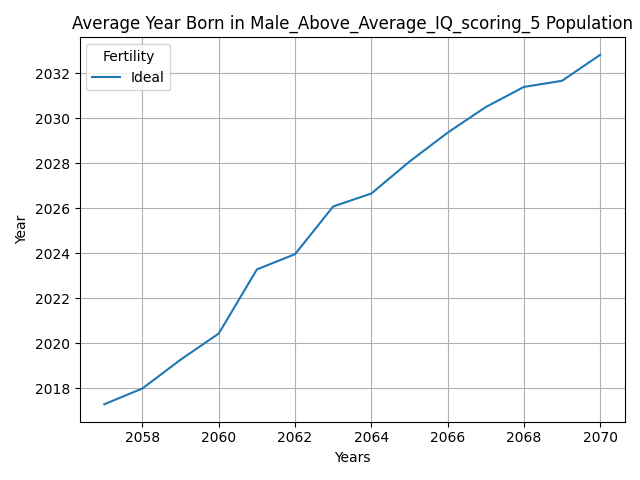 Average Year Born in Male_Above_Average_IQ_scoring_5 Population
Fertility
Ideal
Year
2032
2030
2028
2026
2024
2022
2020
2018
2058 2060 2062 2064 2066 2068 2070
Years